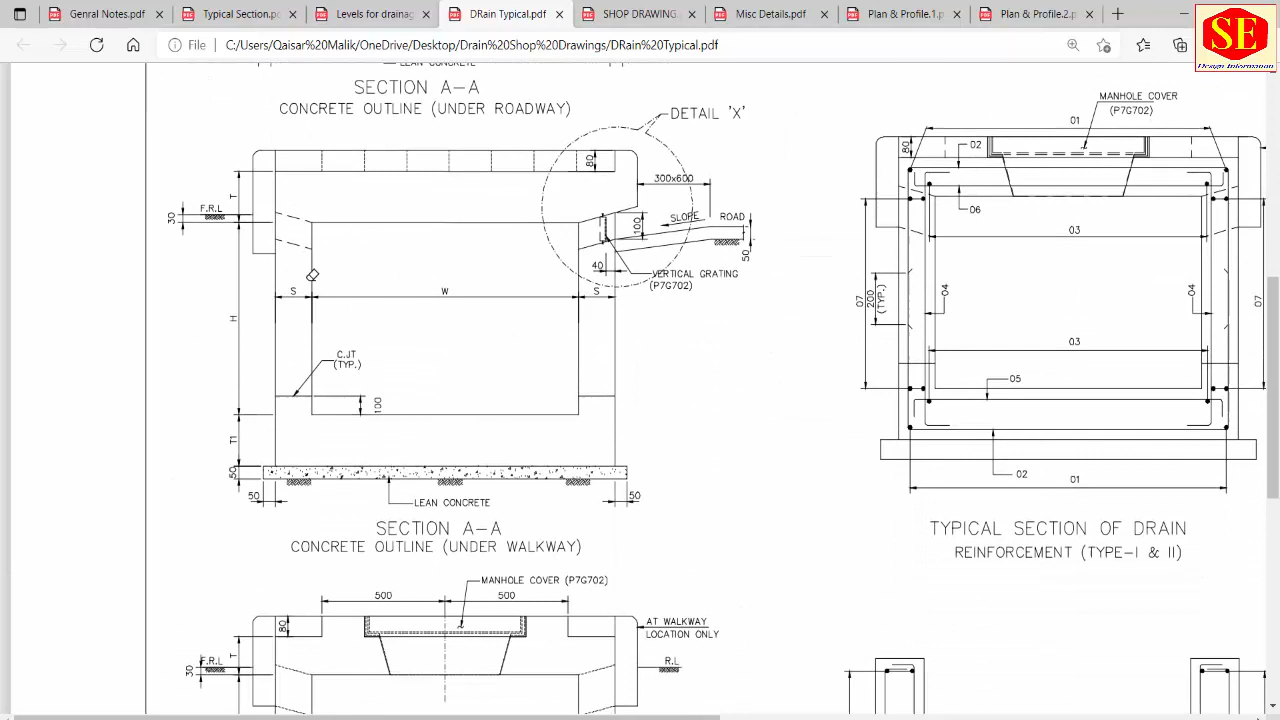 Genral Notes.pdf
Typical Section.pc
Levels for drainag
DRain Typical.pdf
SHOP DRAWING.
Misc Details.pdf
Plan & Profile.1.p
Plan & Profile2.p
SE
Design Information
File
C:/Users/Qaisar%20Malik/OneDrive/Desktop/Drain%20Shop%20Drawings/DRain%20Typical.pdf
LEAN CONCRETE
SECTION A-A
CONCRETE OUTLINE (UNDER ROADWAY)
DETAIL 'X'
80
300x600
T
F.R.L
30
SLOPE
ROAD
100
50
40
VERTICAL GRATING
(P7G702)
S
W
S
H
C.JT
(TYP.)
100
T1
50
50
50
LEAN CONCRETE
SECTION A-A
CONCRETE OUTLINE (UNDER WALKWAY)
MANHOLE COVER (P7G702)
500
500
80
AT WALKWAY
LOCATION ONLY
T
F.R.L
30
R.L
MANHOLE COVER
(P7G702)
01
80
02
06
03
04
04
07
200
(TYP.)
07
03
05
02
01
TYPICAL SECTION OF DRAIN
REINFORCEMENT (TYPE-I & II)